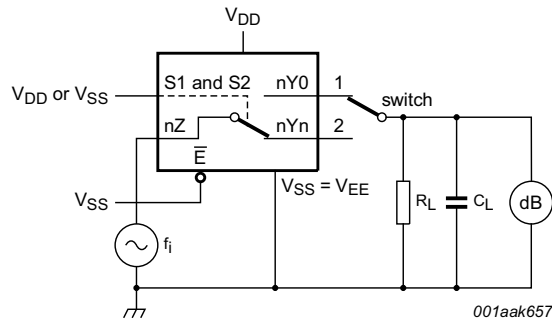 VDD
S1 and S2
nY0
1
switch
VDD or VSS
nZ
nYn
2
E
VSS = VEE
VSS
RL
CL
dB
fi
001aak657